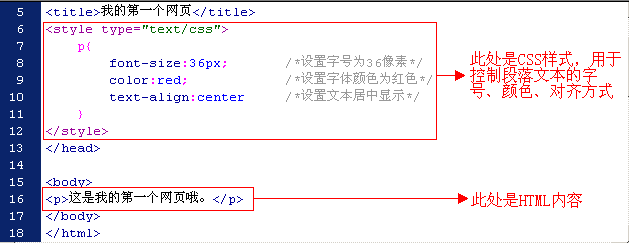 5 <title>我的第一个网页</title>
6 <style type="text/css">
7 p{
8 font-size:36px; /*设置字号为36像素*/
9 color:red; /*设置字体颜色为红色*/
10 text-align:center /*设置文本居中显示*/
11 }
12 </style>
13 </head>
14
15 <body>
16 <p>这是我的第一个网页哦。</p>
17 </body>
18 </html>
此处是CSS样式，用于
控制段落文本的字
号、颜色、对齐方式
此处是HTML内容